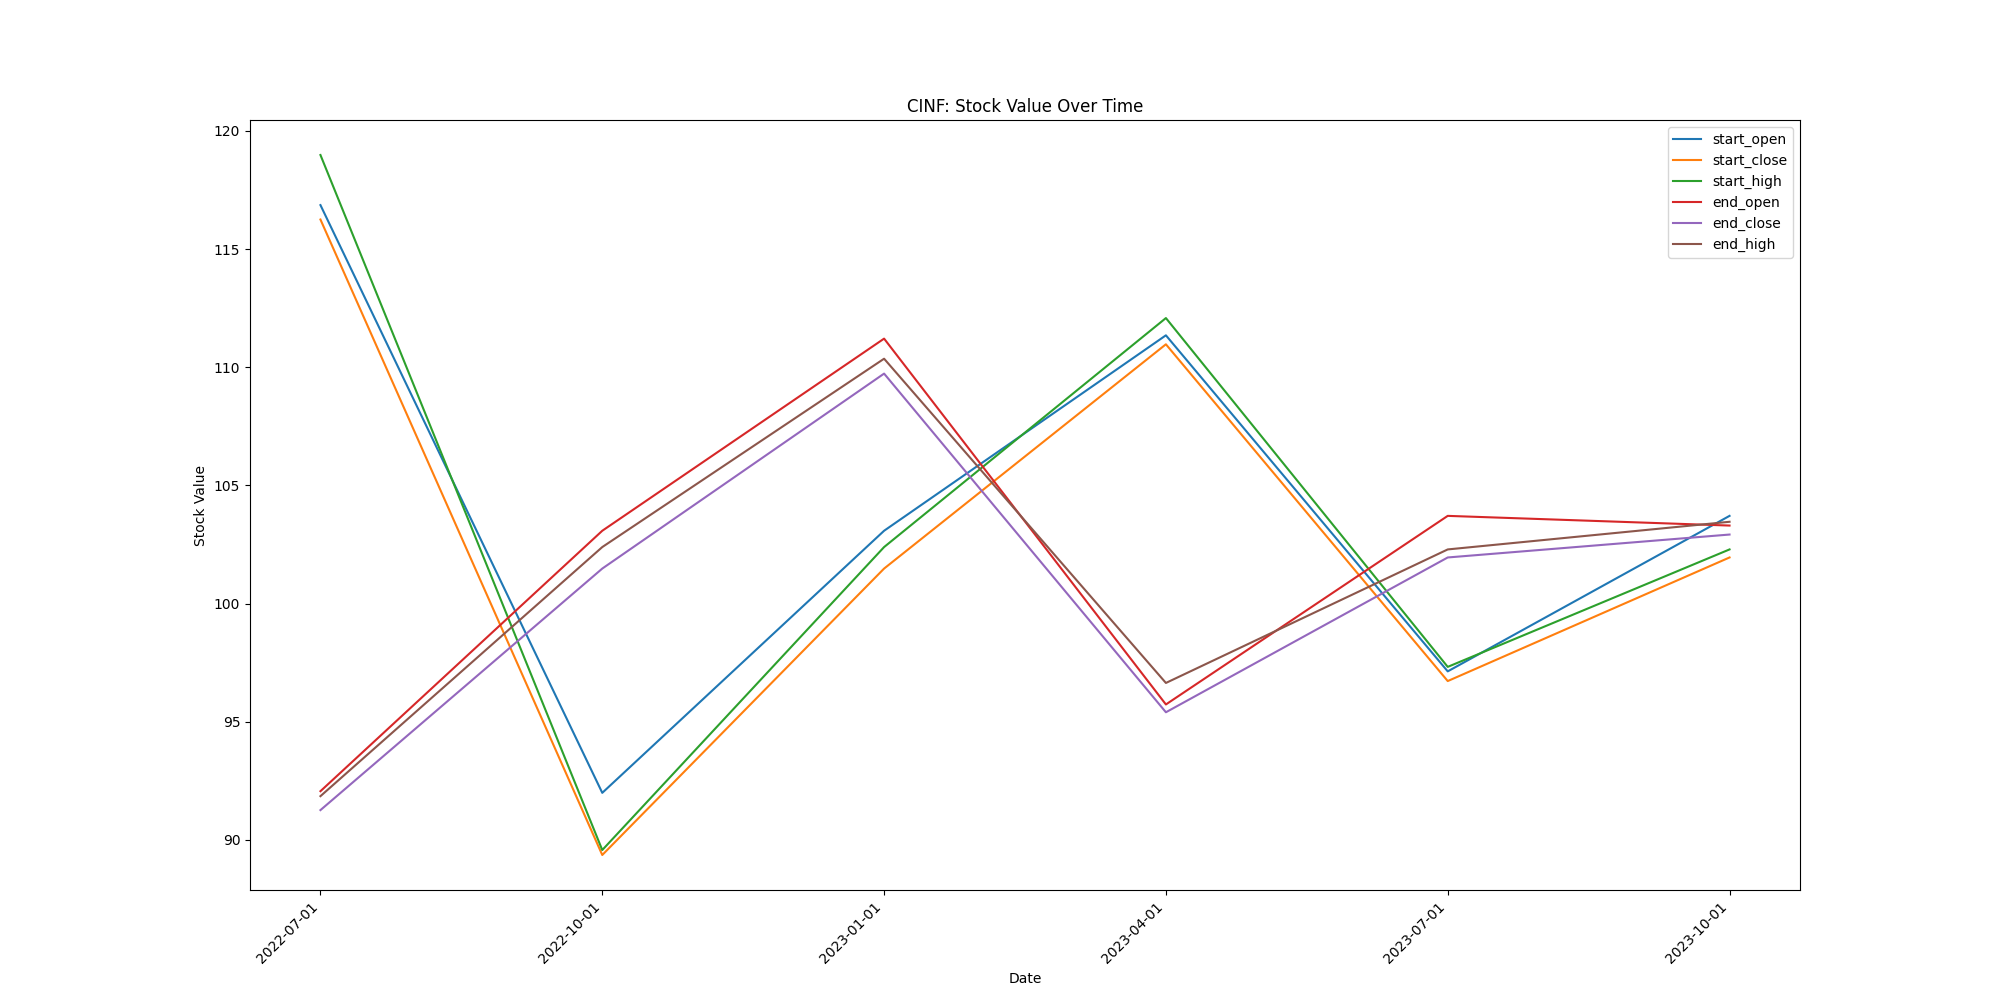 CINF: Stock Value Over Time
120
115
110
105
100
95
90
Stock Value
start_open
start_close
start_high
end_open
end_close
end_high
2022-07-01
2022-10-01
2023-01-01
2023-04-01
2023-07-01
2023-10-01
Date